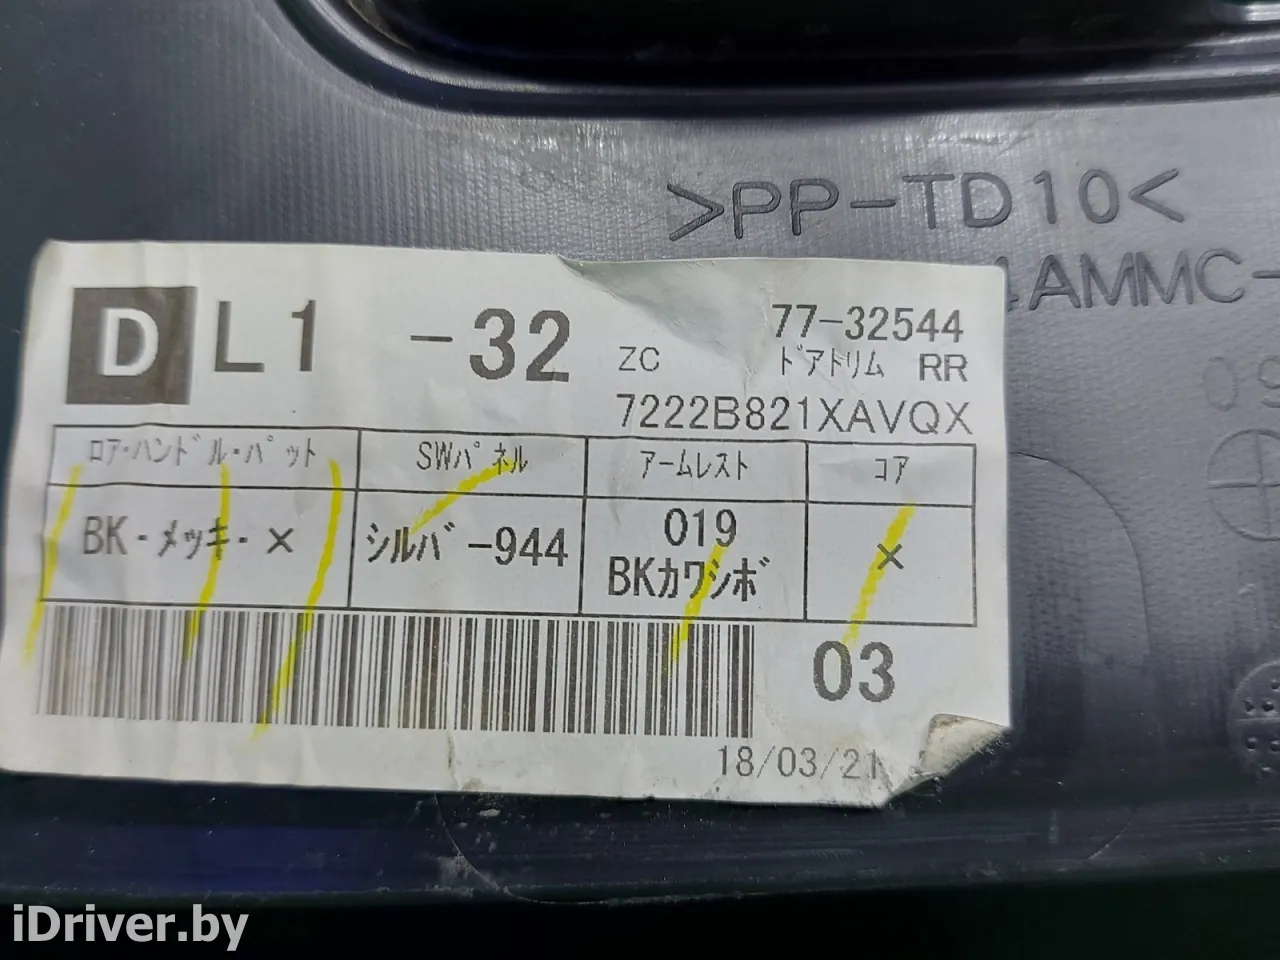 >PP-TD10<
4AMMC-
D L1 -32 ZC 77-32544
ﾄﾞｱﾄﾘﾑ RR
7222B821XAVQX
ﾛｱ･ﾊﾝﾄﾞﾙ･ﾊﾟｯﾄ SWﾊﾟﾈﾙ ｱｰﾑﾚｽﾄ ｺｱ
BK･ﾒｯｷ･× ｼﾙﾊﾞ-944 019 ×
BKｶﾜｼﾎﾞ
03
18/03/21
iDriver.by